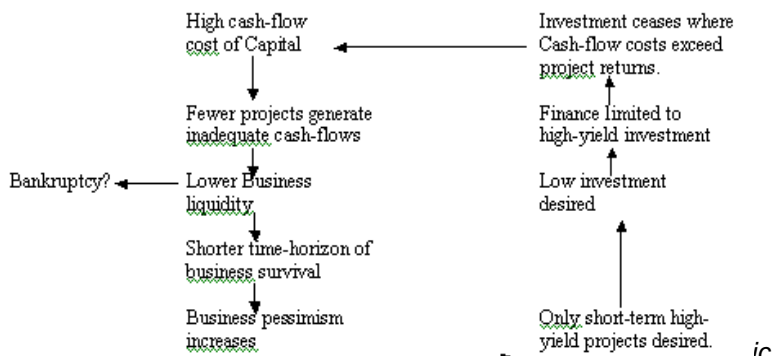 High cash-flow
cost of Capital
Fewer projects generate
inadequate cash-flows
Bankruptcy?
Lower Business
liquidity
Shorter time-horizon of
business survival
Business pessimism
increases
Investment ceases where
Cash-flow costs exceed
project returns.
Finance limited to
high-yield investment
Low investment
desired
Only short-term high-
yield projects desired.
ic